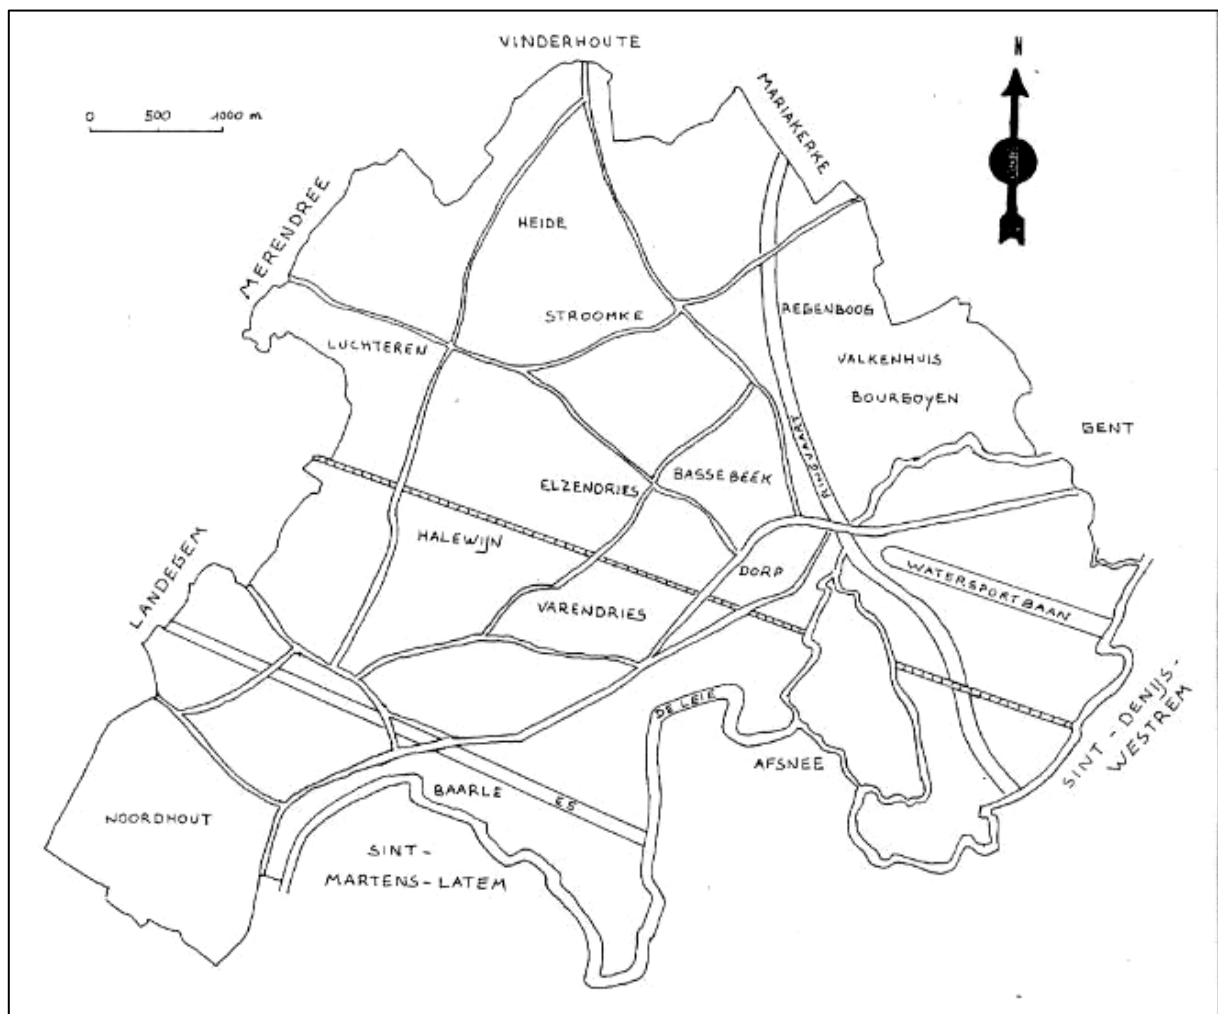 VINDERHOUTE
N
0 500 1000 m
MARIAKERKE
MERENDREE
HEIDE
STROOMKE
REGENBOOG
LUCHTEREN
VALKENHUIS
BOURGOYEN
GENT
RINGVAART
ELZENDRIES
BASSEBEEK
HALEWIJN
LANDEGEM
DORP
WATERSPORTBAAN
VARENDRIES
DE LEIE
SINT-DENIJS-
WESTREM
AFSNEE
BAARLE
E5
NOORDHOUT
SINT-
MARTENS-LATEM